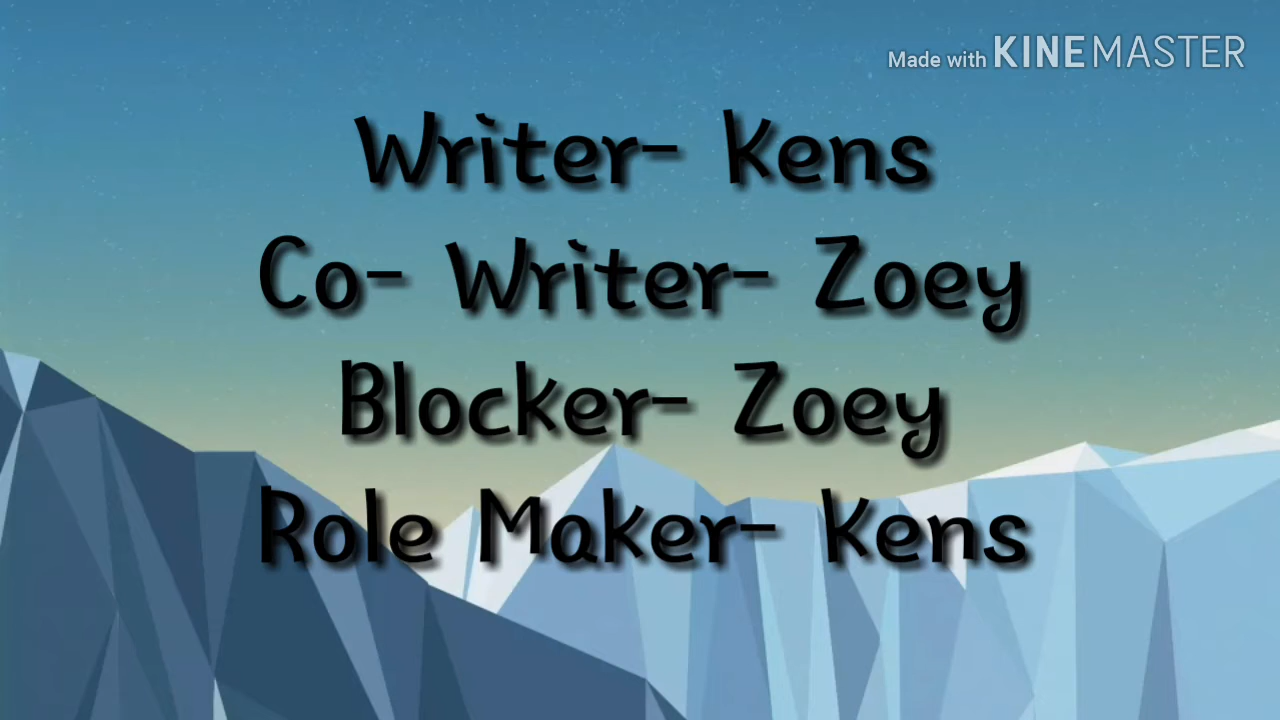 Made with KINEMASTER
Writer- Kens
Co- Writer- Zoey
Blocker- Zoey
Role Maker- Kens